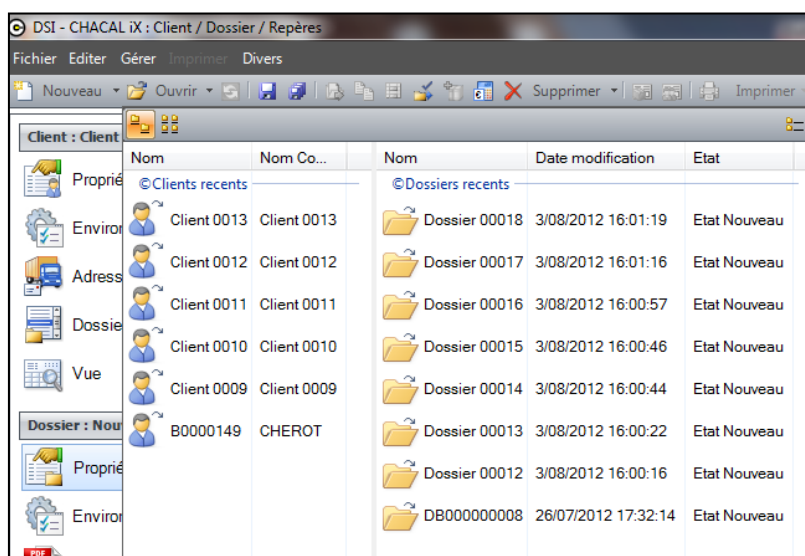 DSI - CHACAL iX : Client / Dossier / Repères
Fichier Editer Gérer Imprimer Divers
Nouveau Ouvrir Supprimer Imprimer
Client : Client
Proprié
Environ
Adress
Dossie
Vue
Dossier : Nou
Proprié
Environ
PDF
Nom Nom Co...
©Clients recents
Client 0013 Client 0013
Client 0012 Client 0012
Client 0011 Client 0011
Client 0010 Client 0010
Client 0009 Client 0009
B0000149 CHEROT
Nom Date modification Etat
©Dossiers recents
Dossier 00018 3/08/2012 16:01:19 Etat Nouveau
Dossier 00017 3/08/2012 16:01:16 Etat Nouveau
Dossier 00016 3/08/2012 16:00:57 Etat Nouveau
Dossier 00015 3/08/2012 16:00:46 Etat Nouveau
Dossier 00014 3/08/2012 16:00:44 Etat Nouveau
Dossier 00013 3/08/2012 16:00:22 Etat Nouveau
Dossier 00012 3/08/2012 16:00:16 Etat Nouveau
DB000000008 26/07/2012 17:32:14 Etat Nouveau